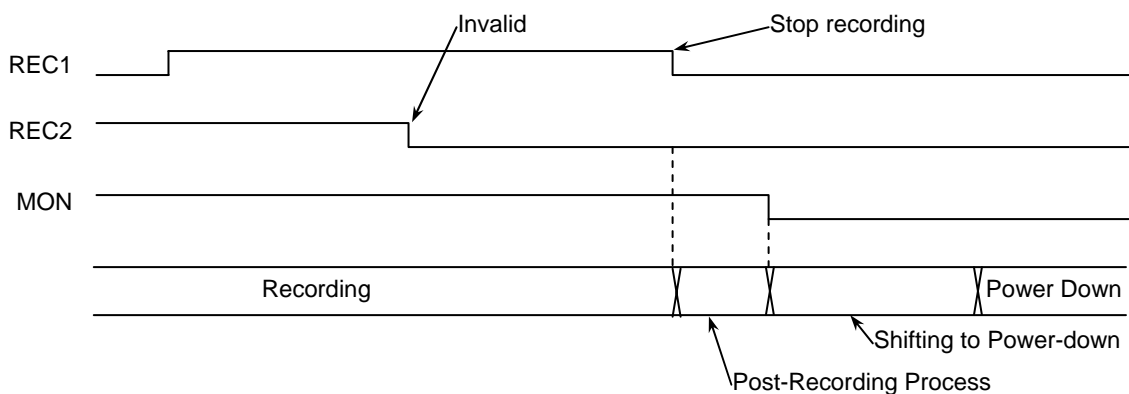 Invalid
Stop recording
REC1
REC2
MON
Recording
Power Down
Shifting to Power-down
Post-Recording Process